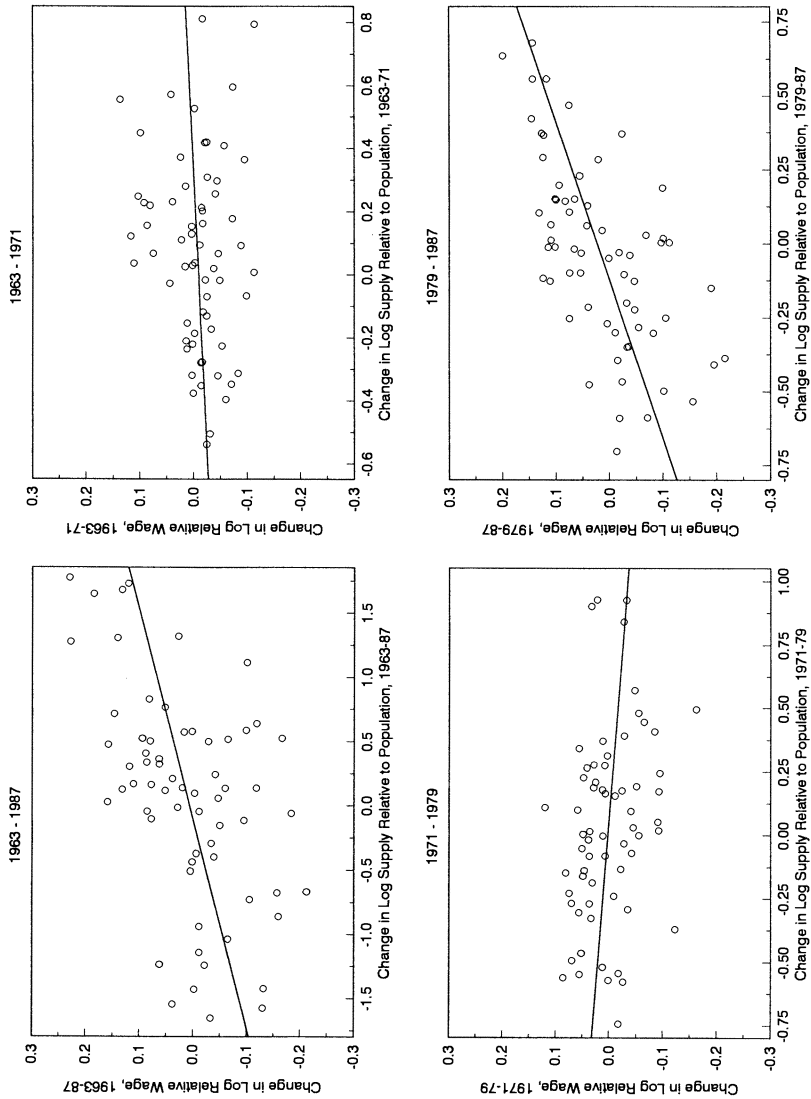 1963 - 1987
Change in Log Relative Wage, 1963-87
0.3
0.2
0.1
0.0
-0.1
-0.2
-0.3
-1.5 -1.0 -0.5 0.0 0.5 1.0 1.5
Change in Log Supply Relative to Population, 1963-87
1963 - 1971
Change in Log Relative Wage, 1963-71
0.3
0.2
0.1
0.0
-0.1
-0.2
-0.3
-0.6 -0.4 -0.2 0.0 0.2 0.4 0.6 0.8
Change in Log Supply Relative to Population, 1963-71
1971 - 1979
Change in Log Relative Wage, 1971-79
0.3
0.2
0.1
0.0
-0.1
-0.2
-0.3
-0.75 -0.50 -0.25 0.00 0.25 0.50 0.75 1.00
Change in Log Supply Relative to Population, 1971-79
1979 - 1987
Change in Log Relative Wage, 1979-87
0.3
0.2
0.1
0.0
-0.1
-0.2
-0.3
-0.75 -0.50 -0.25 0.00 0.25 0.50 0.75
Change in Log Supply Relative to Population, 1979-87